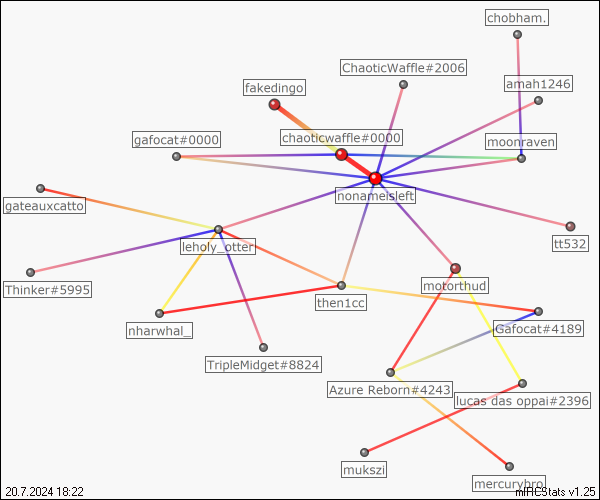 chobham.
ChaoticWaffle#2006
fakedingo
amah1246
chaoticwaffle#0000
gafocat#0000
moonraven
nonameisleft
gateauxcatto
tt532
leholy_otter
Thinker#5995
motorthud
then1cc
nharwhal_
Gafocat#4189
TripleMidget#8824
Azure Reborn#4243
lucas das oppai#2396
mukszi
mercurybro
20.7.2024 18:22
mIRCStats v1.25